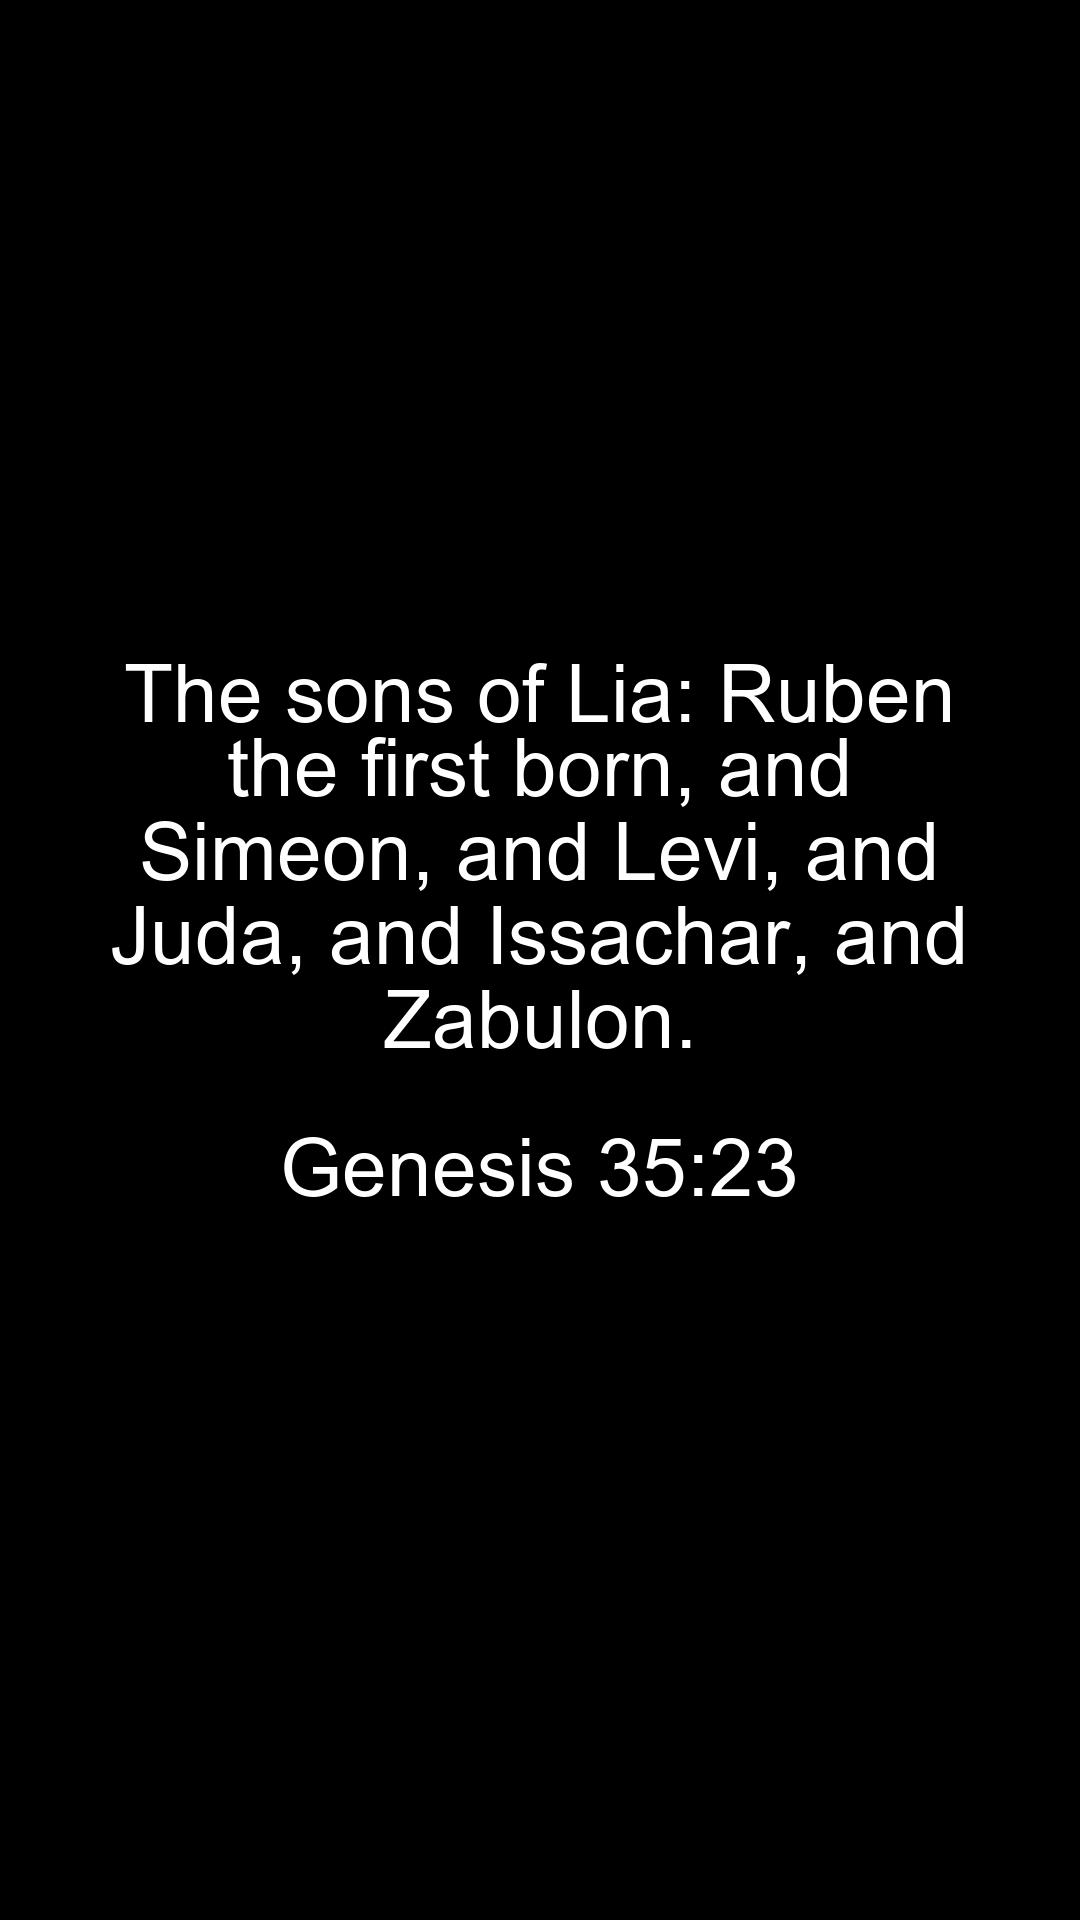 The sons of Lia: Ruben
the first born, and
Simeon, and Levi, and
Juda, and Issachar, and
Zabulon.
Genesis 35:23